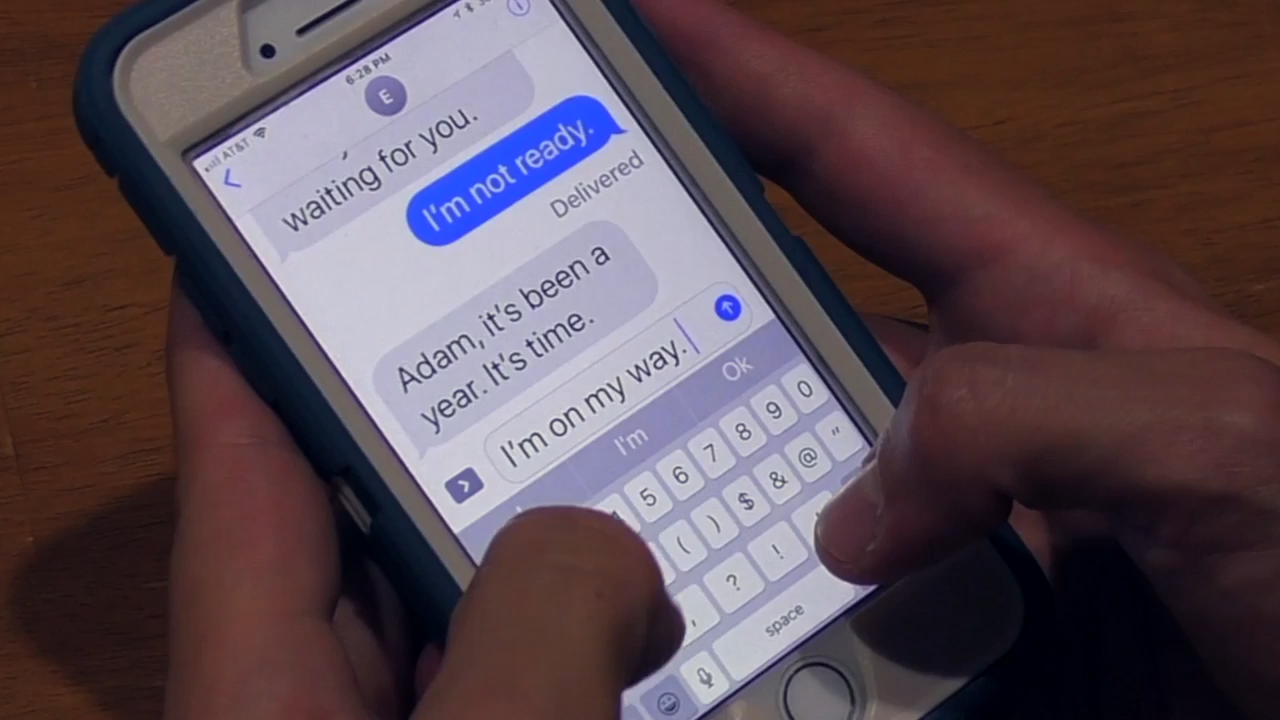 AT&T
6:28 PM
E
waiting for you.
I'm not ready.
Delivered
Adam, it's been a
year. It's time.
I'm on my way.
I'm
Ok
5 6 7 8 9 0
( ) $ & @ "
, ? !
space